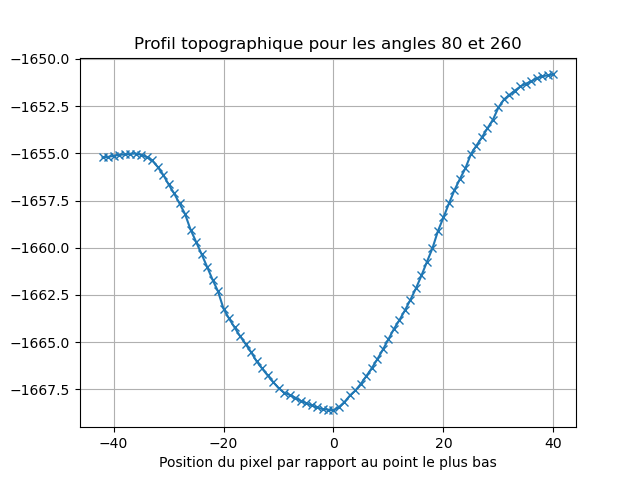 Profil topographique pour les angles 80 et 260
−1650.0
−1652.5
−1655.0
−1657.5
−1660.0
−1662.5
−1665.0
−1667.5
−40 −20 0 20 40
Position du pixel par rapport au point le plus bas